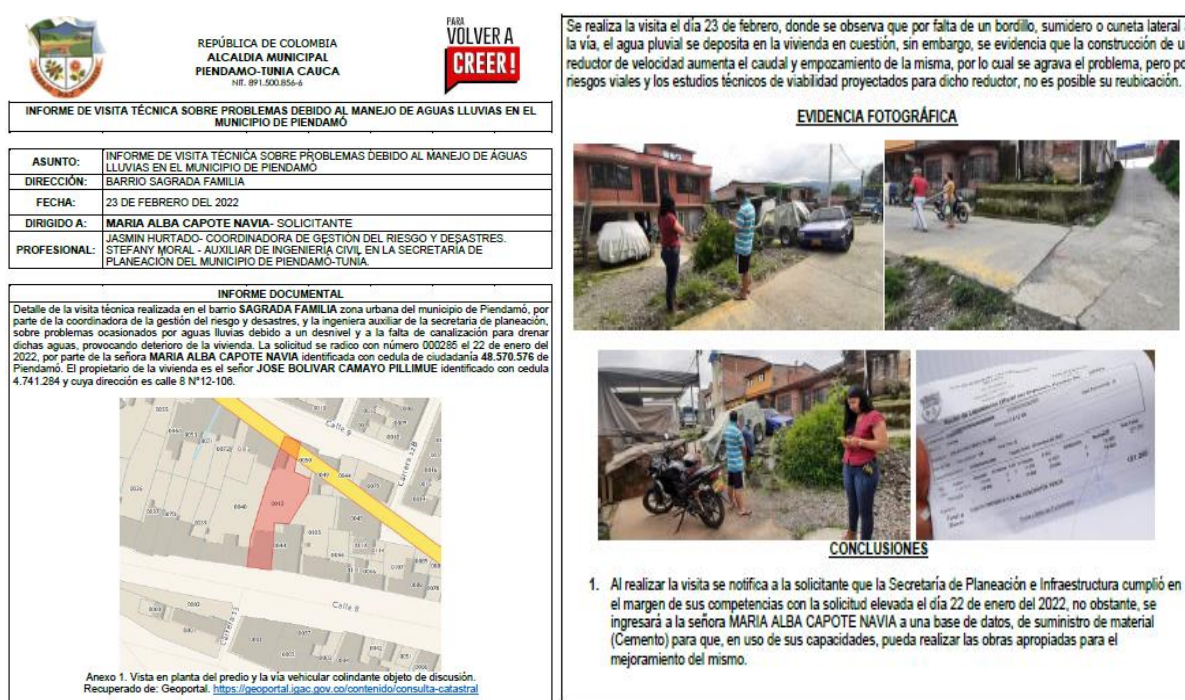 REPÚBLICA DE COLOMBIA
ALCALDIA MUNICIPAL
PIENDAMO-TUNIA CAUCA
NIT. 891.500.856-6
PARA
VOLVER A
CREER!
INFORME DE VISITA TÉCNICA SOBRE PROBLEMAS DEBIDO AL MANEJO DE AGUAS LLUVIAS EN EL
MUNICIPIO DE PIENDAMÓ
ASUNTO:
INFORME DE VISITA TÉCNICA SOBRE PROBLEMAS DEBIDO AL MANEJO DE AGUAS
LLUVIAS EN EL MUNICIPIO DE PIENDAMÓ
DIRECCIÓN:
BARRIO SAGRADA FAMILIA
FECHA:
23 DE FEBRERO DEL 2022
DIRIGIDO A:
MARIA ALBA CAPOTE NAVIA- SOLICITANTE
PROFESIONAL:
JASMIN HURTADO- COORDINADORA DE GESTIÓN DEL RIESGO Y DESASTRES.
STEFANY MORAL - AUXILIAR DE INGENIERÍA CIVIL EN LA SECRETARÍA DE
PLANEACIÓN DEL MUNICIPIO DE PIENDAMÓ-TUNÍA.
INFORME DOCUMENTAL
Detalle de la visita técnica realizada en el barrio SAGRADA FAMILIA zona urbana del municipio de Piendamó, por
parte de la coordinadora de la gestión del riesgo y desastres, y la ingeniera auxiliar de la secretaria de planeación,
sobre problemas ocasionados por aguas lluvias debido a un desnivel y a la falta de canalización para drenar
dichas aguas, provocando deterioro de la vivienda. La solicitud se radico con número 000285 el 22 de enero del
2022, por parte de la señora MARIA ALBA CAPOTE NAVIA identificada con cedula de ciudadanía 48.570.576 de
Piendamó. El propietario de la vivienda es el señor JOSE BOLIVAR CAMAYO PILLIMUE identificado con cedula
4.741.284 y cuya dirección es calle 8 N°12-106.
Calle 9
Calle 8
Anexo 1. Vista en planta del predio y la vía vehicular colindante objeto de discusión.
Recuperado de: Geoportal. https://geoportal.igac.gov.co/contenido/consulta-catastral
Se realiza la visita el día 23 de febrero, donde se observa que por falta de un bordillo, sumidero o cuneta lateral
la vía, el agua pluvial se deposita en la vivienda en cuestión, sin embargo, se evidencia que la construcción de
reductor de velocidad aumenta el caudal y empozamiento de la misma, por lo cual se agrava el problema, pero
riesgos viales y los estudios técnicos de viabilidad proyectados para dicho reductor, no es posible su reubicación.
EVIDENCIA FOTOGRÁFICA
CONCLUSIONES
1. Al realizar la visita se notifica a la solicitante que la Secretaría de Planeación e Infraestructura cumplió en
el margen de sus competencias con la solicitud elevada el día 22 de enero del 2022, no obstante, se
ingresará a la señora MARIA ALBA CAPOTE NAVIA a una base de datos, de suministro de material
(Cemento) para que, en uso de sus capacidades, pueda realizar las obras apropiadas para el
mejoramiento del mismo.